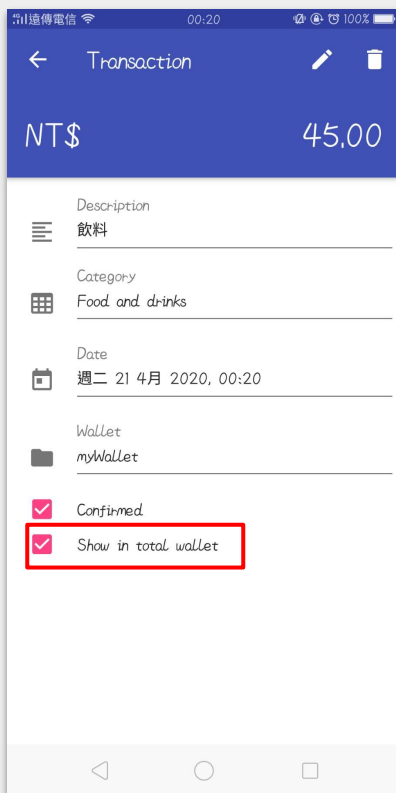 4G 遠傳電信 00:20 100%
Transaction
NT$ 45.00
Description
飲料
Category
Food and drinks
Date
週二 21 4月 2020, 00:20
Wallet
myWallet
Confirmed
Show in total wallet